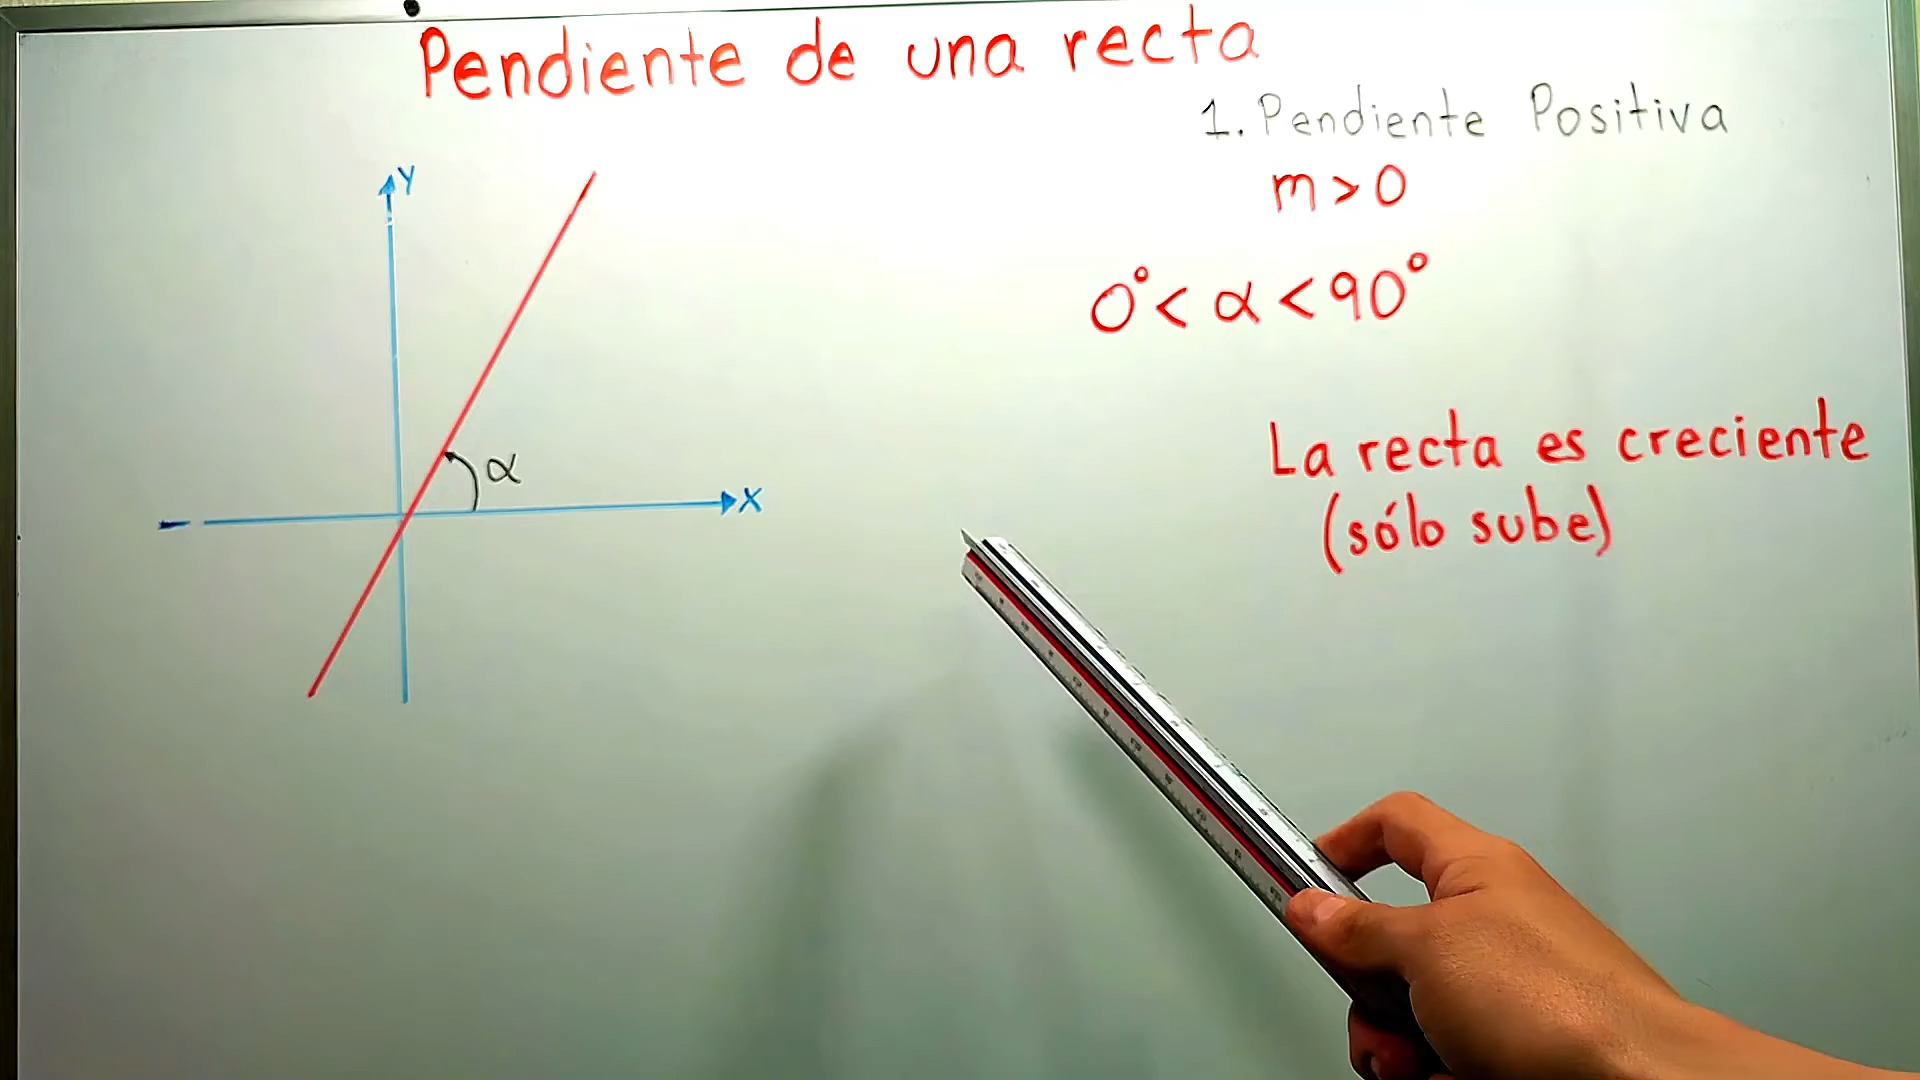 Pendiente de una recta
1. Pendiente Positiva
m > 0
0° < α < 90°
Y
α
X
La recta es creciente
(sólo sube)